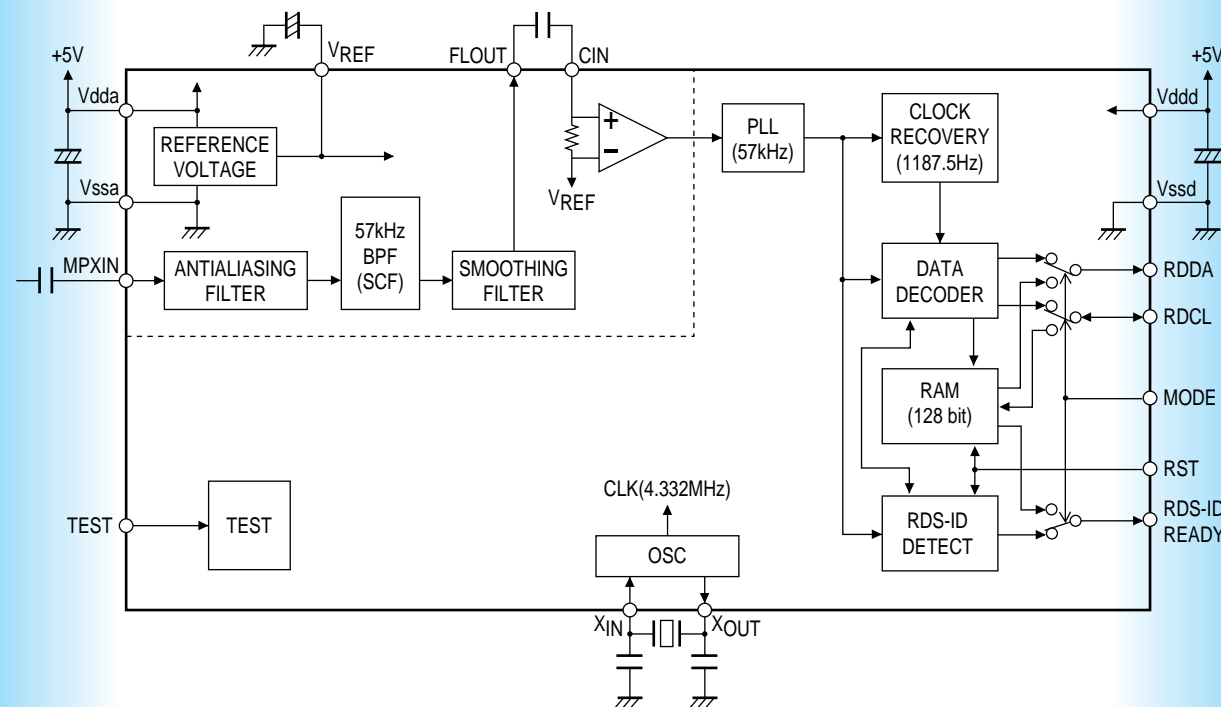 +5V
VREF
FLOUT
CIN
+5V
Vdda
Vddd
REFERENCE
VOLTAGE
+
−
PLL
(57kHz)
CLOCK
RECOVERY
(1187.5Hz)
Vssa
VREF
Vssd
MPXIN
ANTIALIASING
FILTER
57kHz
BPF
(SCF)
SMOOTHING
FILTER
DATA
DECODER
RDDA
RDCL
RAM
(128 bit)
MODE
RST
CLK(4.332MHz)
TEST
TEST
OSC
RDS-ID
DETECT
RDS-ID
READY
XIN
XOUT